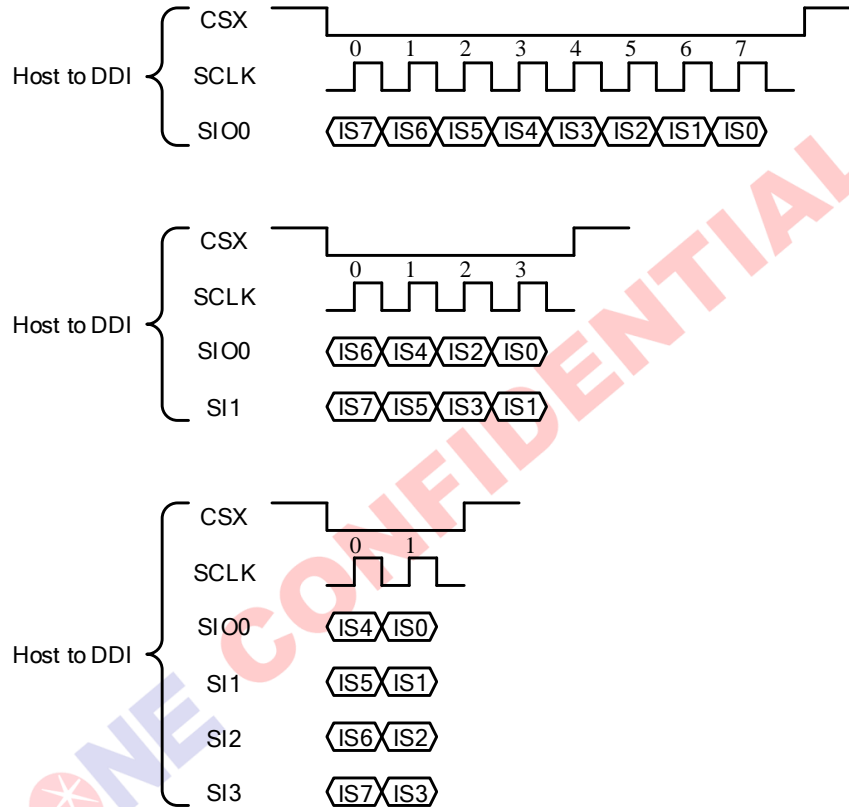 CSX
0 1 2 3 4 5 6 7
Host to DDI SCLK
SIO0 IS7 IS6 IS5 IS4 IS3 IS2 IS1 IS0
CSX
0 1 2 3
SCLK
Host to DDI
SIO0 IS6 IS4 IS2 IS0
SI1 IS7 IS5 IS3 IS1
CSX
0 1
SCLK
SIO0 IS4 IS0
Host to DDI
SI1 IS5 IS1
SI2 IS6 IS2
SI3 IS7 IS3
NE CONFIDENTIAL